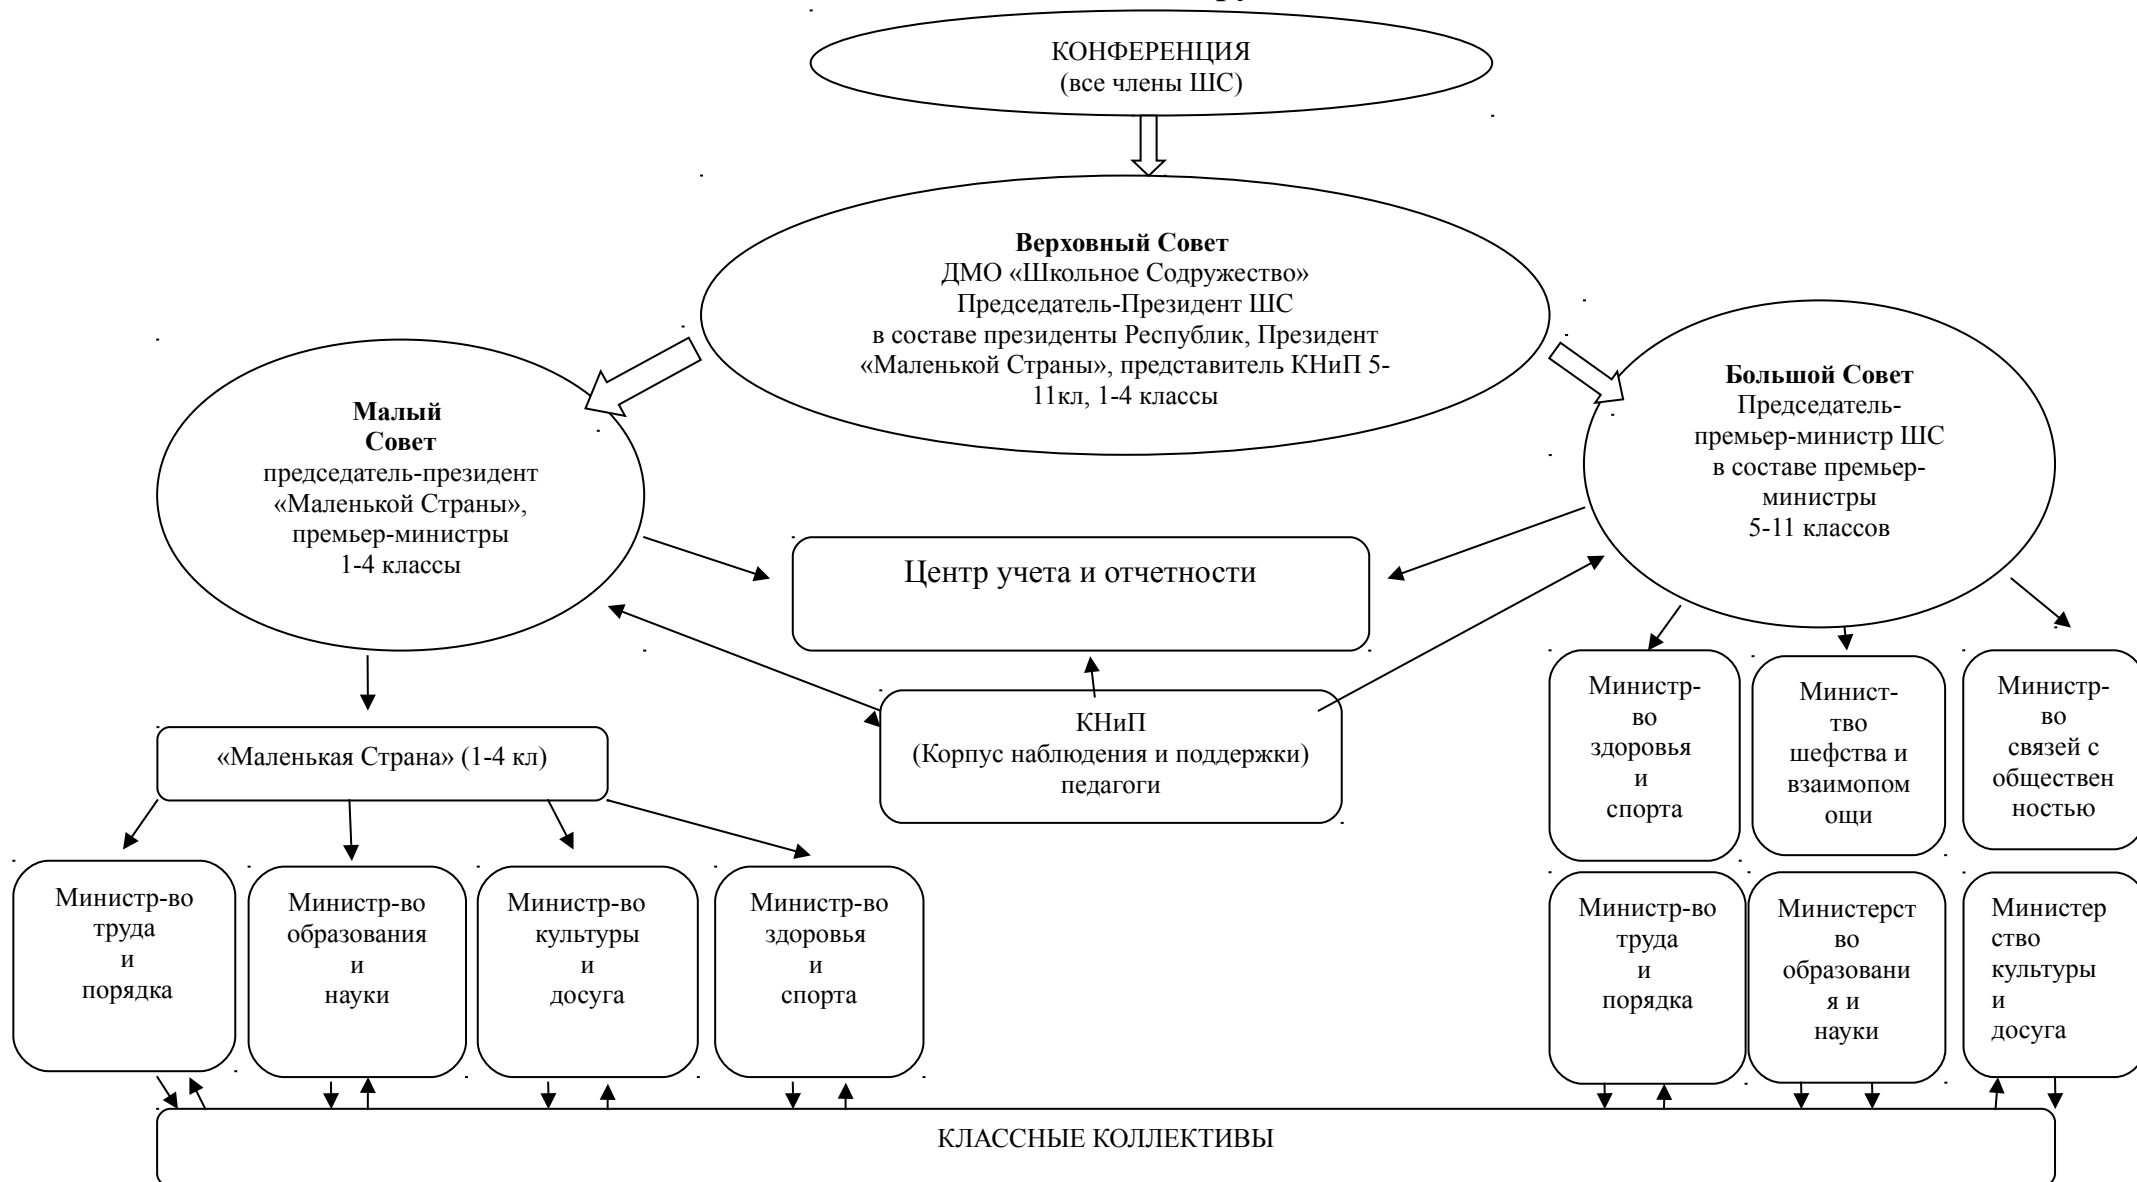 КОНФЕРЕНЦИЯ
(все члены ШС)
Верховный Совет
ДМО «Школьное Содружество»
Председатель-Президент ШС
в составе президенты Республик, Президент
«Маленькой Страны», представитель КНиП 5-
11кл, 1-4 классы
Малый
Совет
председатель-президент
«Маленькой Страны»,
премьер-министры
1-4 классы
Большой Совет
Председатель-
премьер-министр ШС
в составе премьер-
министры
5-11 классов
Центр учета и отчетности
КНиП
(Корпус наблюдения и поддержки)
педагоги
«Маленькая Страна» (1-4 кл)
Министр-
во
здоровья
и
спорта
Минист-
тво
шефства и
взаимопом
ощи
Министр-
во
связей с
обществен
ностью
Министр-во
труда
и
порядка
Министр-во
образования
и
науки
Министр-во
культуры
и
досуга
Министр-во
здоровья
и
спорта
Министр-во
труда
и
порядка
Министерст
во
образовани
я и
науки
Министер
ство
культуры
и
досуга
КЛАССНЫЕ КОЛЛЕКТИВЫ